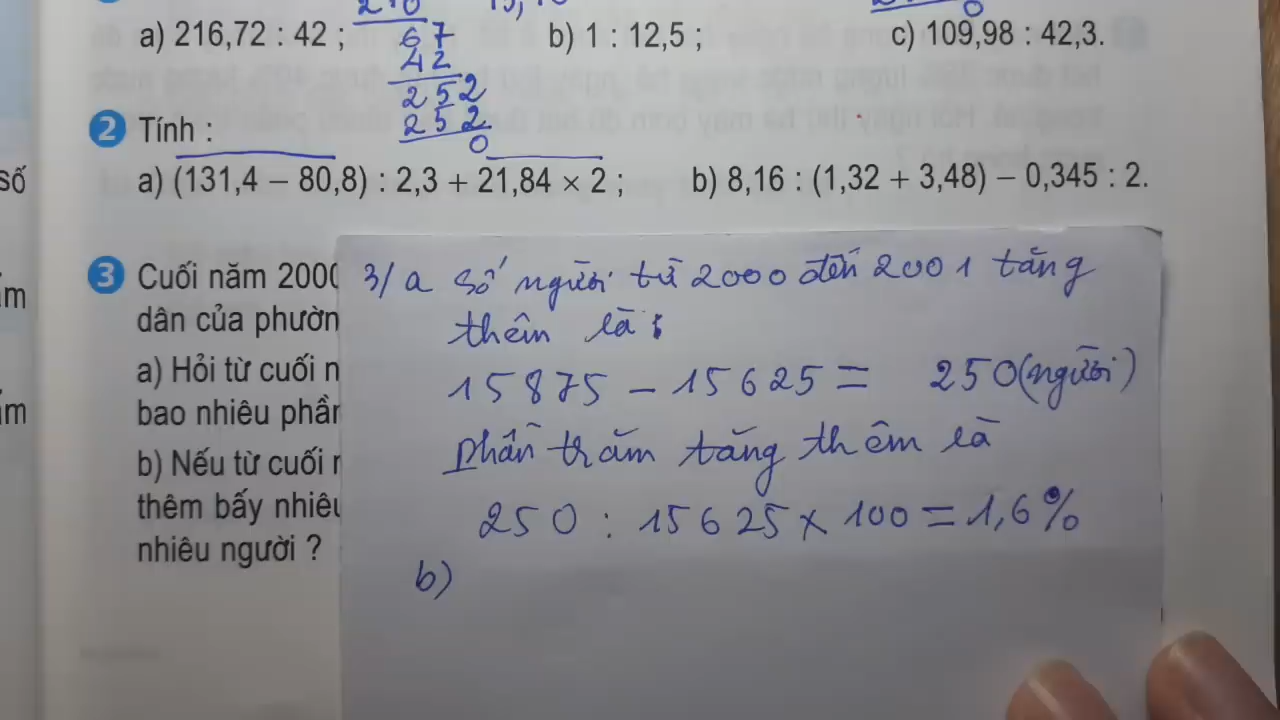 a) 216,72 : 42 ;
b) 1 : 12,5 ;
c) 109,98 : 42,3.
67
42
252
252
0
0
2 Tính :
số
a) (131,4 − 80,8) : 2,3 + 21,84 × 2 ;
b) 8,16 : (1,32 + 3,48) − 0,345 : 2.
3 Cuối năm 2000
dân của phườn
a) Hỏi từ cuối n
bao nhiêu phần
b) Nếu từ cuối n
thêm bấy nhiêu
nhiêu người ?
3/ a Số người từ 2000 đến 2001 tăng
thêm là :
15875 − 15625 = 250 (người)
Phần trăm tăng thêm là
250 : 15625 × 100 = 1,6%
b)